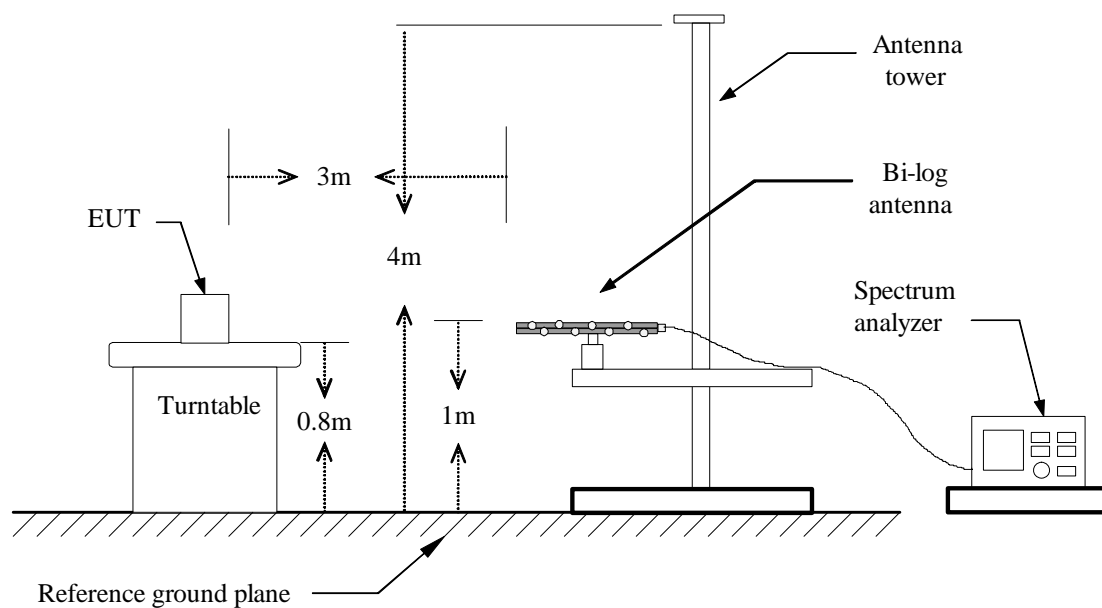 Antenna
tower
3m
Bi-log
antenna
EUT
4m
Spectrum
analyzer
Turntable
0.8m
1m
Reference ground plane